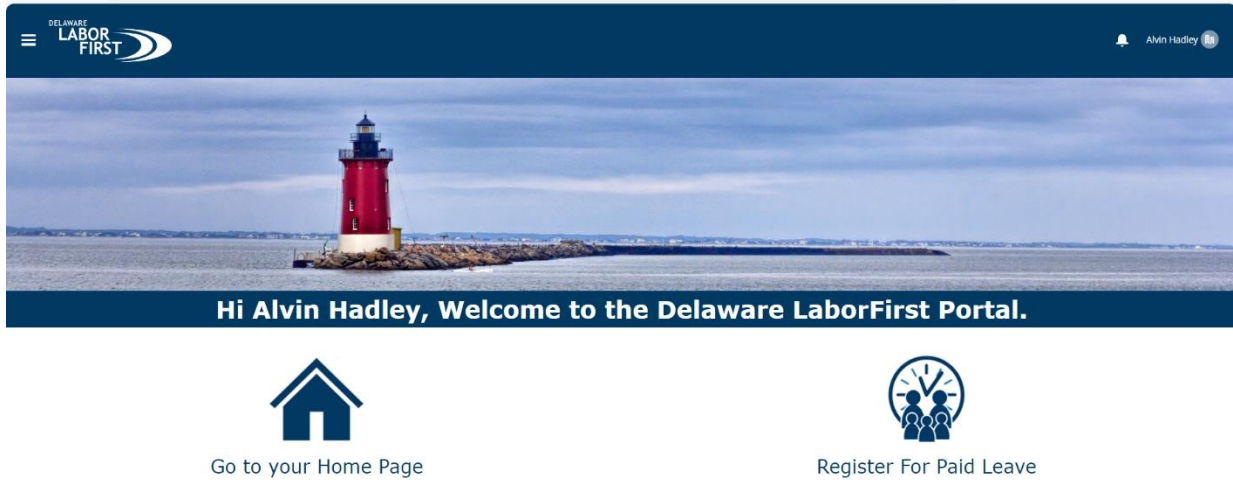 DELAWARE
LABOR
FIRST
Alvin Hadley
Hi Alvin Hadley, Welcome to the Delaware LaborFirst Portal.
Go to your Home Page
Register For Paid Leave